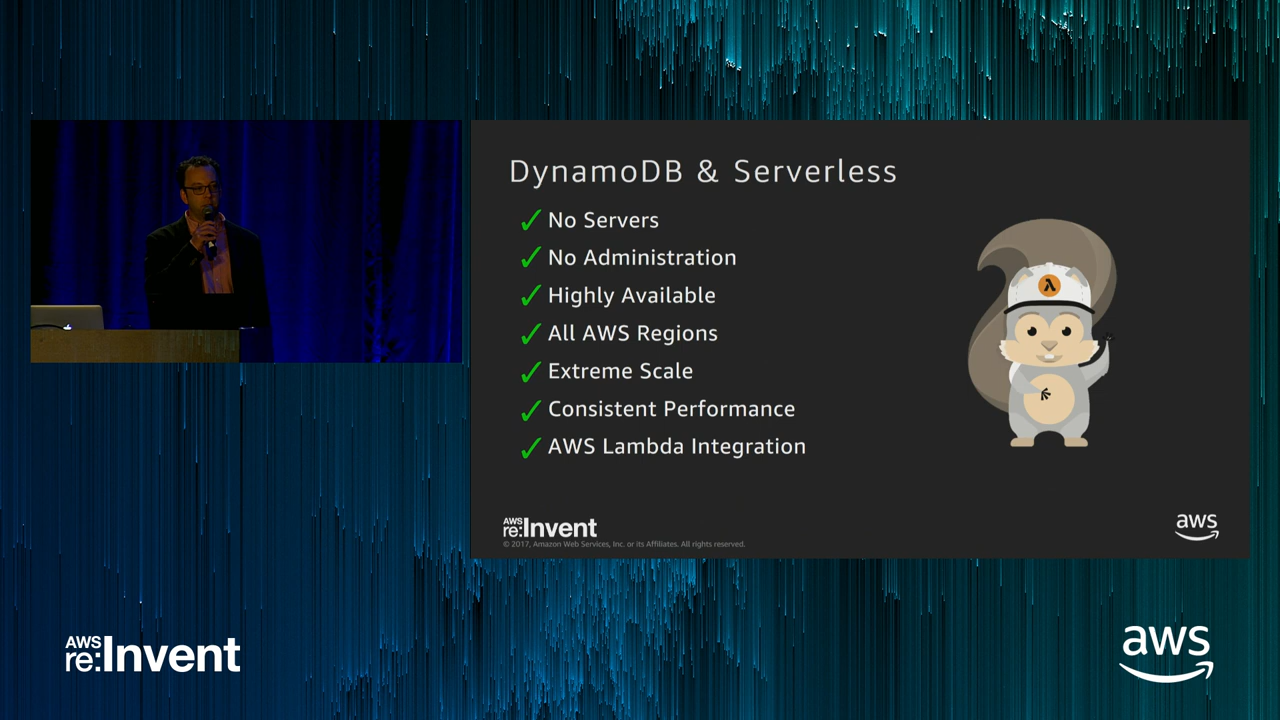 DynamoDB & Serverless
✓ No Servers
✓ No Administration
✓ Highly Available
✓ All AWS Regions
✓ Extreme Scale
✓ Consistent Performance
✓ AWS Lambda Integration
λ
AWS
re:Invent
© 2017, Amazon Web Services, Inc. or its Affiliates. All rights reserved.
aws
AWS
re:Invent
aws